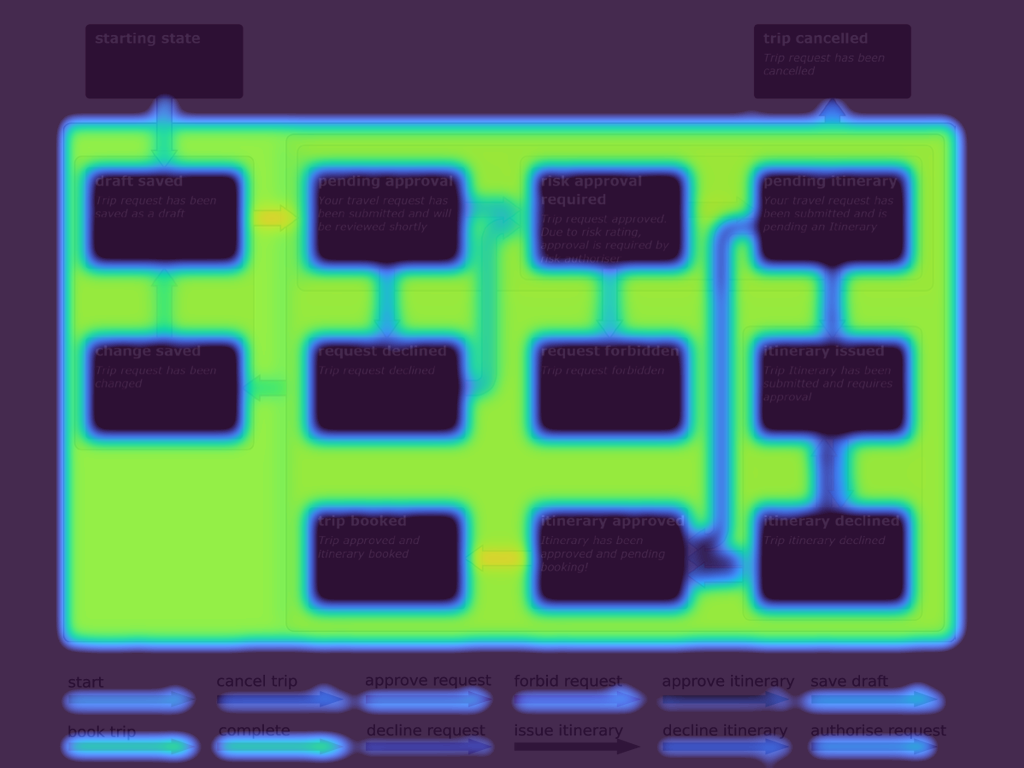 starting state
trip cancelled
Trip request has been
cancelled
draft saved
Trip request has been
saved as a draft
pending approval
Your travel request has
been submitted and will
be reviewed shortly
risk approval
required
Trip request approved.
Due to risk rating,
approval is required by
risk authoriser.
pending itinerary
Your travel request has
been submitted and is
pending an Itinerary
change saved
Trip request has been
changed
request declined
Trip request declined
request forbidden
Trip request forbidden
itinerary issued
Trip Itinerary has been
submitted and requires
approval
trip booked
Trip approved and
itinerary booked
itinerary approved
Itinerary has been
approved and pending
booking!
itinerary declined
Trip itinerary declined
start
cancel trip
approve request
forbid request
approve itinerary
save draft
book trip
complete
decline request
issue itinerary
decline itinerary
authorise request